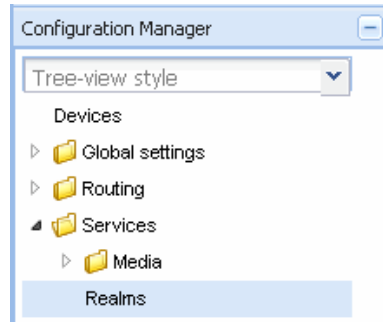 Configuration Manager
Tree-view style
Devices
Global settings
Routing
Services
Media
Realms